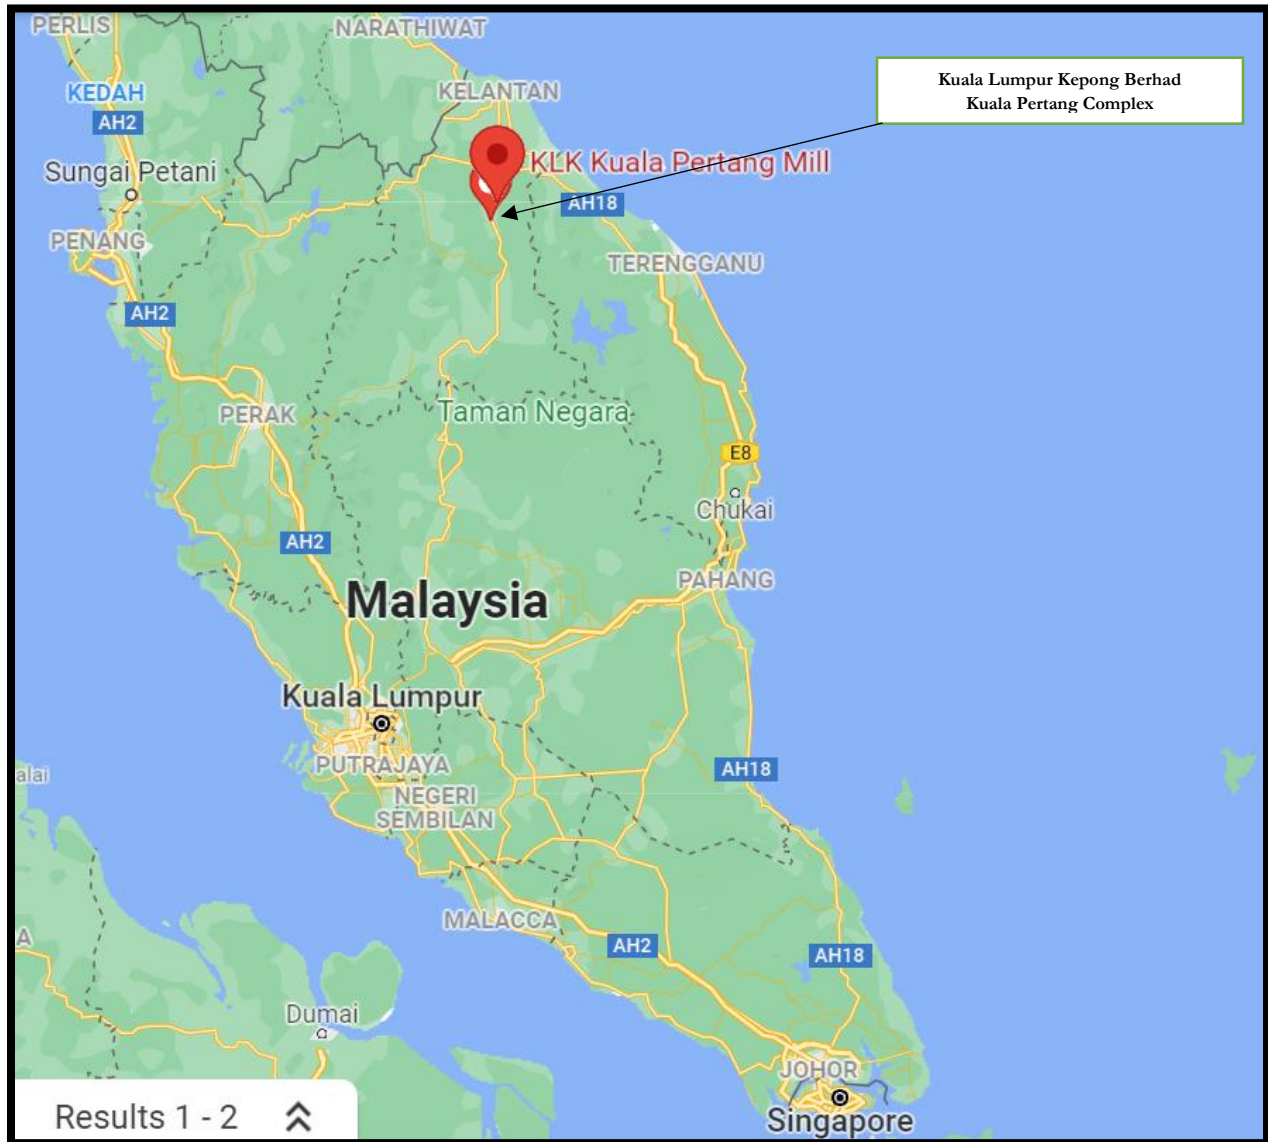 PERLIS
NARATHIWAT
Kuala Lumpur Kepong Berhad
Kuala Pertang Complex
KEDAH
KELANTAN
AH2
KLK Kuala Pertang Mill
Sungai Petani
AH18
PENANG
TERENGGANU
AH2
PERAK
Taman Negara
E8
Chukai
AH2
PAHANG
Malaysia
Kuala Lumpur
PUTRAJAYA
AH18
alai
NEGERI
SEMBILAN
MALACCA
A
AH2
AH18
Dumai
JOHOR
Results 1 - 2
Singapore